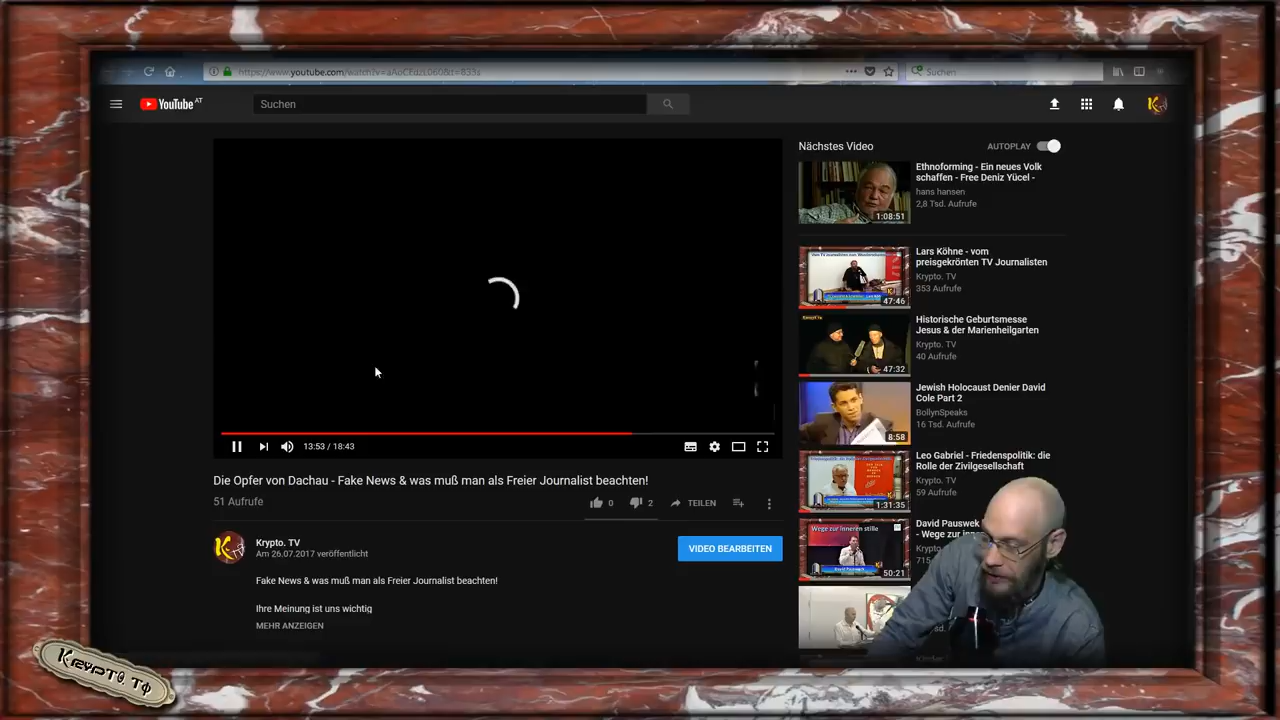 YouTube AT
Suchen
Suchen
Nächstes Video
AUTOPLAY
Ethnoforming - Ein neues Volk
schaffen - Free Deniz Yücel -
hans hansen
2,8 Tsd. Aufrufe
1:08:51
Lars Köhne - vom
preisgekrönten TV Journalisten
Krypto. TV
353 Aufrufe
47:46
Historische Geburtsmesse
Jesus & der Marienheilgarten
Krypto. TV
40 Aufrufe
47:32
Jewish Holocaust Denier David
Cole Part 2
BollynSpeaks
16 Tsd. Aufrufe
8:58
Leo Gabriel - Friedenspolitik: die
Rolle der Zivilgesellschaft
Krypto. TV
59 Aufrufe
1:31:35
David Pauswek
- Wege zur inn
715
Wege zur inneren stille
50:21
13:53 / 18:43
Die Opfer von Dachau - Fake News & was muß man als Freier Journalist beachten!
51 Aufrufe
0
2
TEILEN
Krypto. TV
Am 26.07.2017 veröffentlicht
VIDEO BEARBEITEN
Fake News & was muß man als Freier Journalist beachten!
Ihre Meinung ist uns wichtig
MEHR ANZEIGEN
Krypto. TV